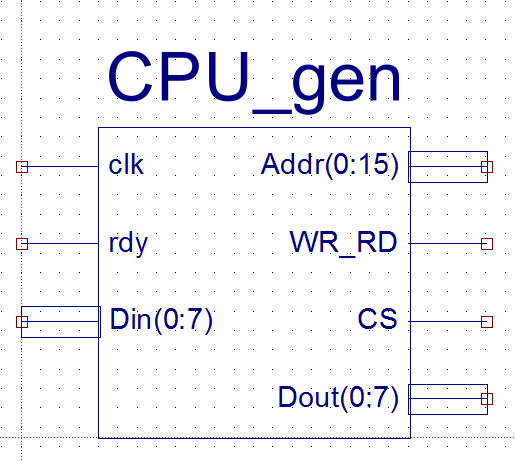 CPU_gen
clk Addr(0:15)
rdy WR_RD
Din(0:7) CS
Dout(0:7)